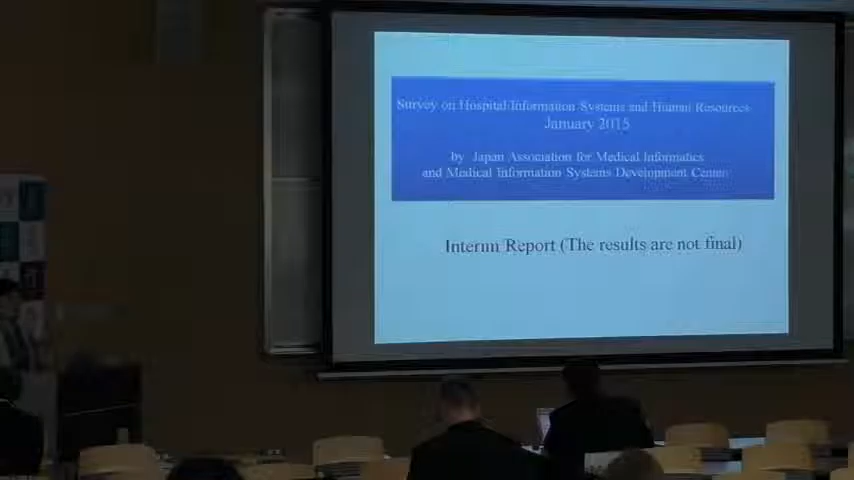 Survey on Hospital Information Systems and Human Resources
January 2015
by Japan Association for Medical Informatics
and Medical Information Systems Development Center
Interim Report (The results are not final)